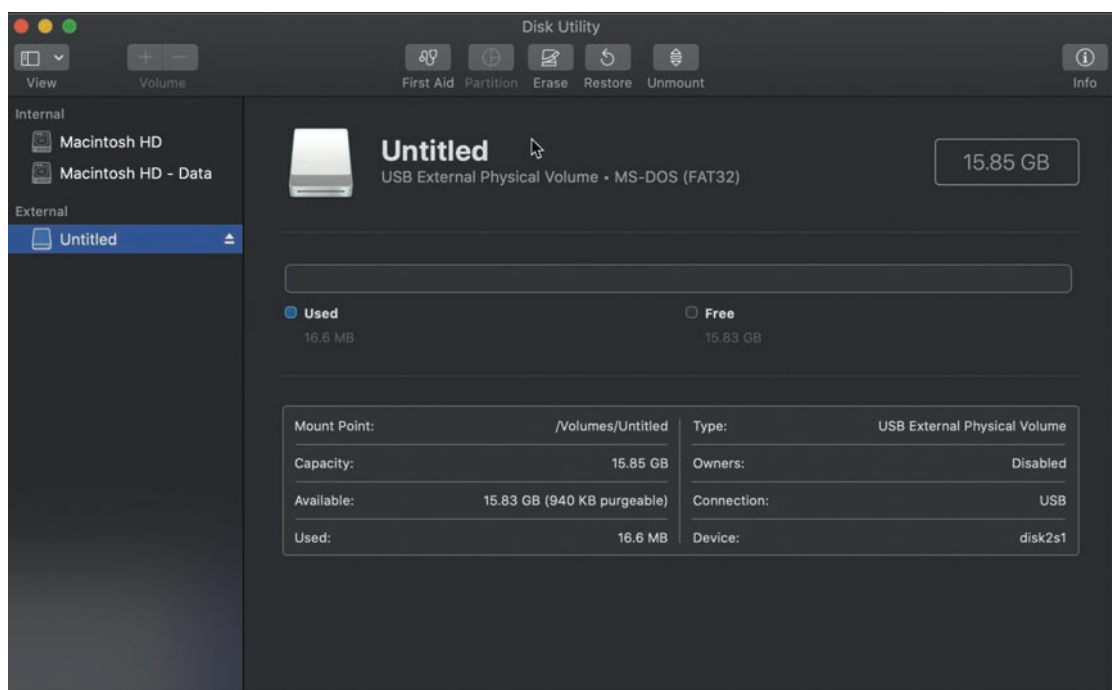 Disk Utility
View
Volume
First Aid Partition Erase Restore Unmount
Info
Internal
Macintosh HD
Macintosh HD - Data
External
Untitled
Untitled
USB External Physical Volume • MS-DOS (FAT32)
15.85 GB
Used
16.6 MB
Free
15.83 GB
Mount Point: /Volumes/Untitled
Type: USB External Physical Volume
Capacity: 15.85 GB
Owners: Disabled
Available: 15.83 GB (940 KB purgeable)
Connection: USB
Used: 16.6 MB
Device: disk2s1